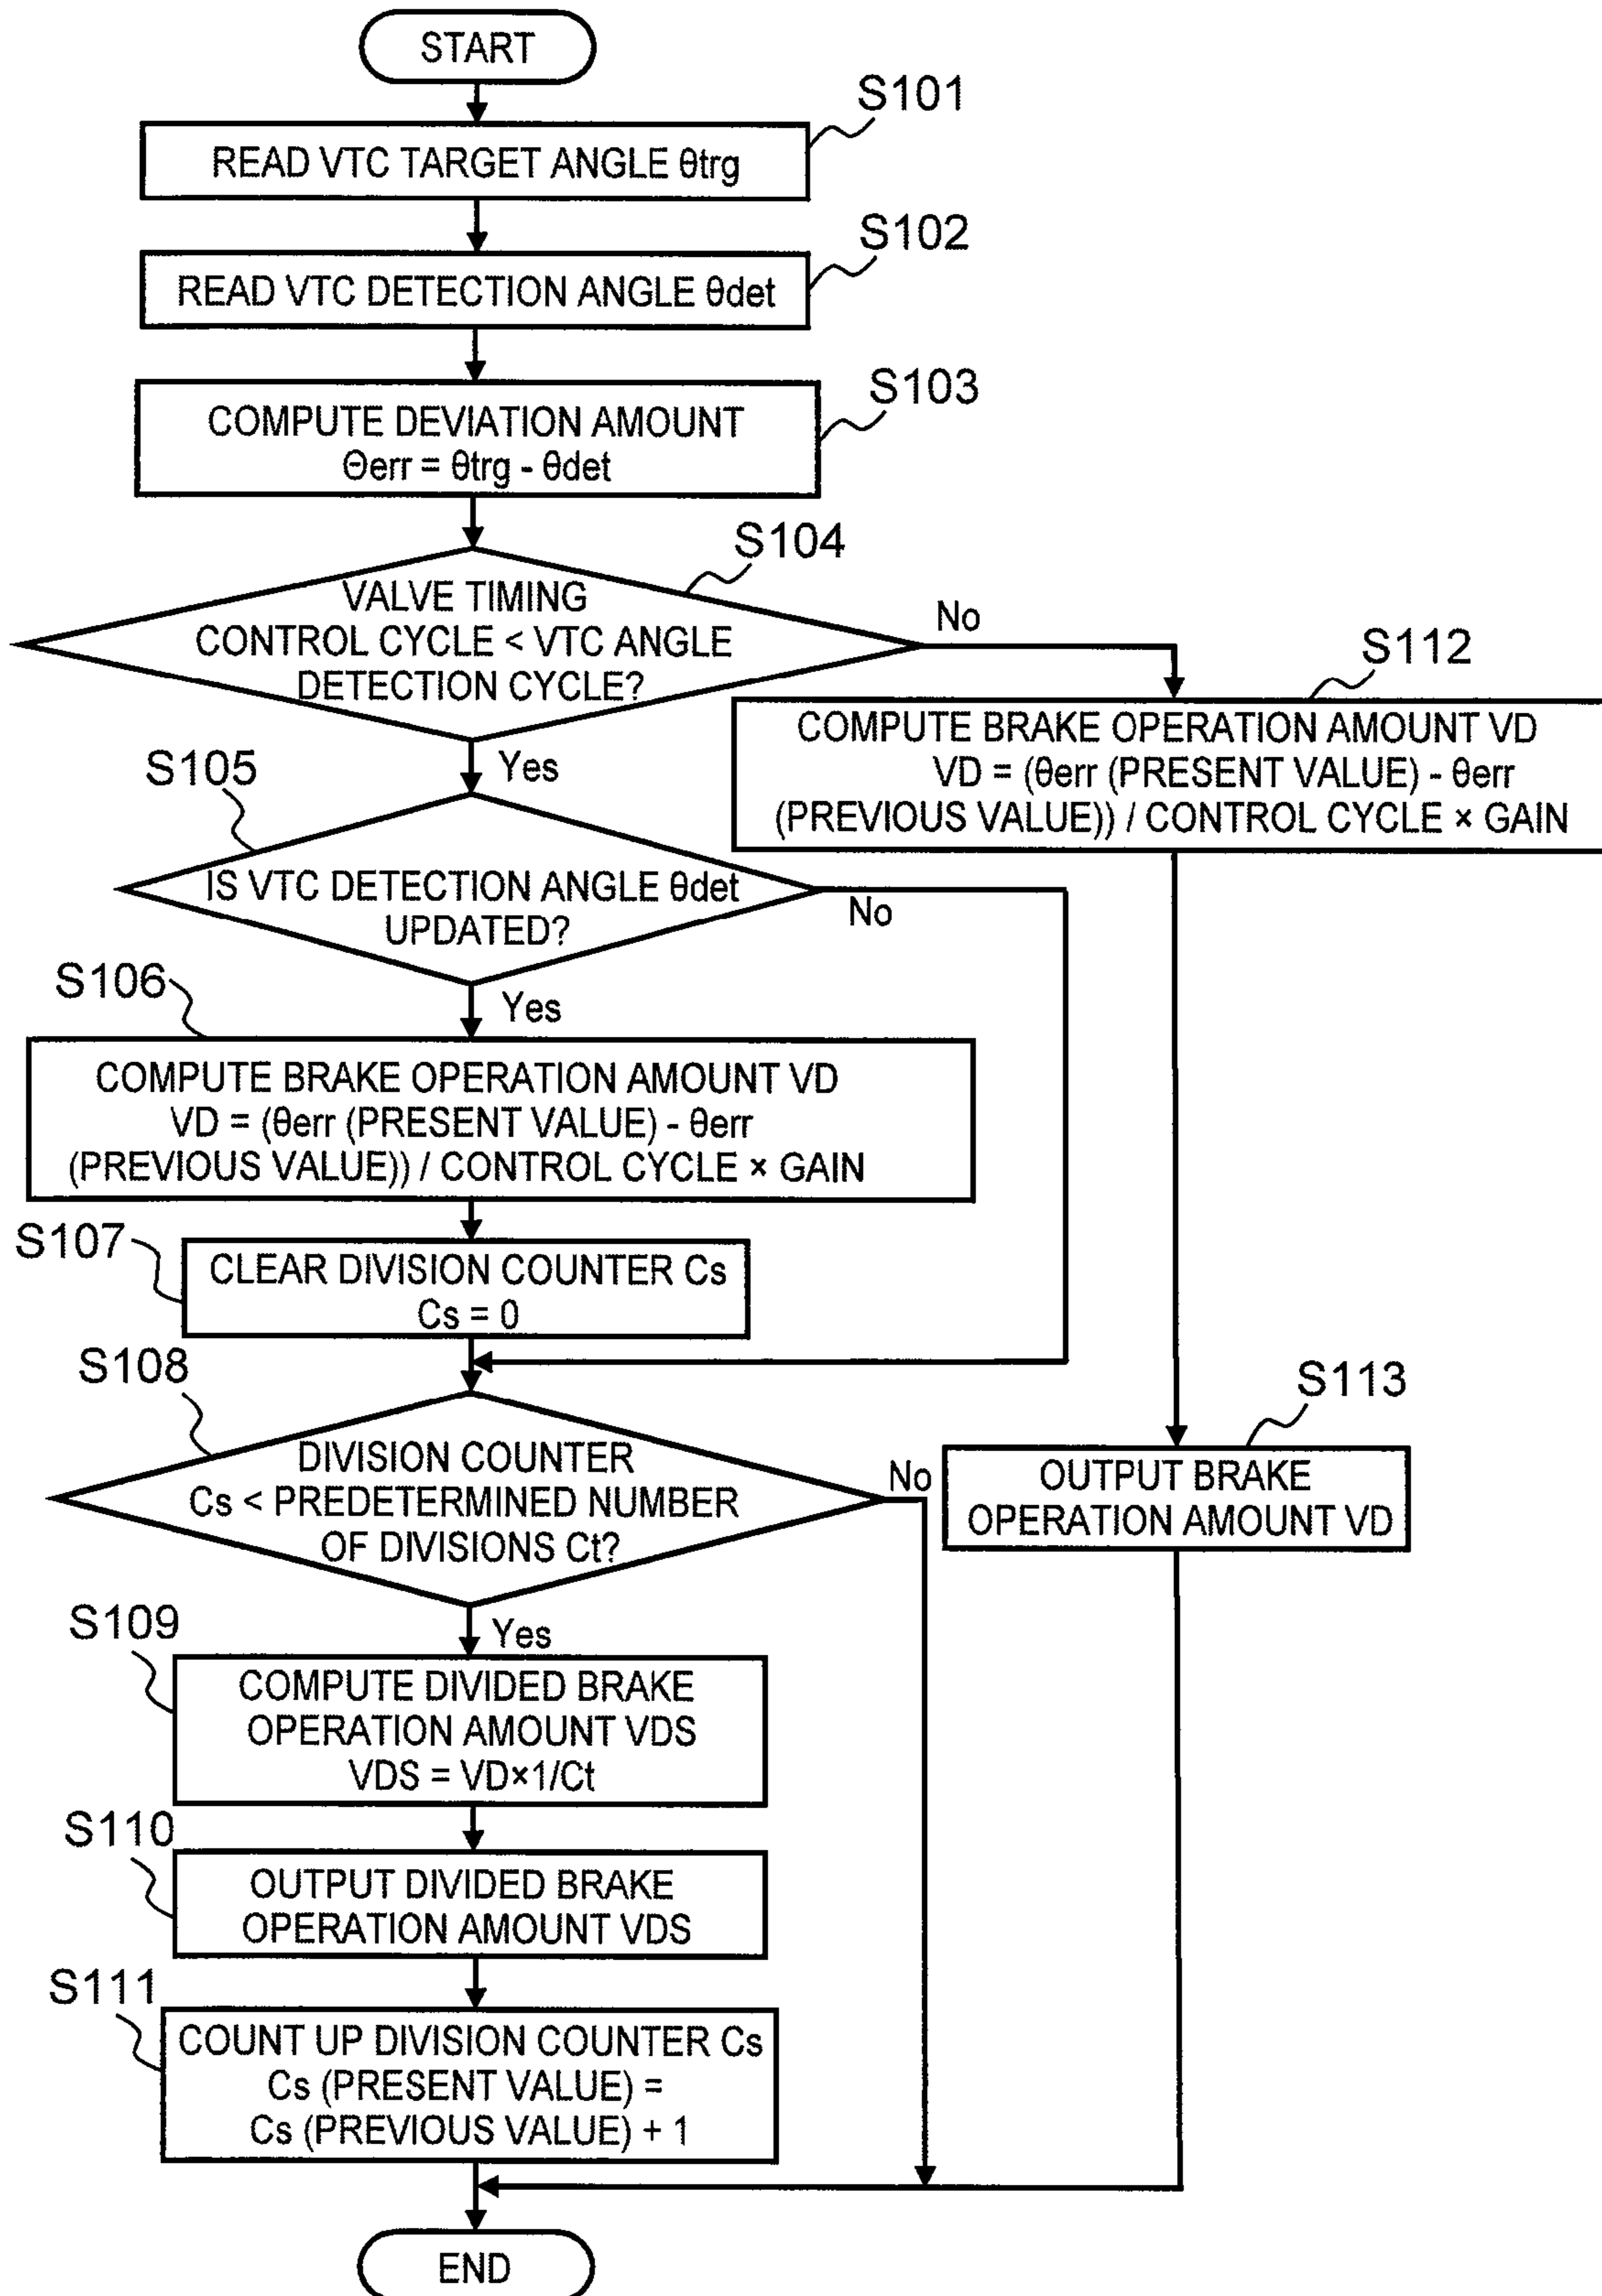 START
S101
READ VTC TARGET ANGLE θtrg
S102
READ VTC DETECTION ANGLE θdet
S103
COMPUTE DEVIATION AMOUNT
Θerr = θtrg - θdet
S104
VALVE TIMING
CONTROL CYCLE < VTC ANGLE
DETECTION CYCLE?
No
Yes
S112
COMPUTE BRAKE OPERATION AMOUNT VD
VD = (θerr (PRESENT VALUE) - θerr
(PREVIOUS VALUE)) / CONTROL CYCLE × GAIN
S105
IS VTC DETECTION ANGLE θdet
UPDATED?
No
Yes
S106
COMPUTE BRAKE OPERATION AMOUNT VD
VD = (θerr (PRESENT VALUE) - θerr
(PREVIOUS VALUE)) / CONTROL CYCLE × GAIN
S107
CLEAR DIVISION COUNTER Cs
Cs = 0
S108
DIVISION COUNTER
Cs < PREDETERMINED NUMBER
OF DIVISIONS Ct?
No
Yes
S113
OUTPUT BRAKE
OPERATION AMOUNT VD
S109
COMPUTE DIVIDED BRAKE
OPERATION AMOUNT VDS
VDS = VD×1/Ct
S110
OUTPUT DIVIDED BRAKE
OPERATION AMOUNT VDS
S111
COUNT UP DIVISION COUNTER Cs
Cs (PRESENT VALUE) =
Cs (PREVIOUS VALUE) + 1
END